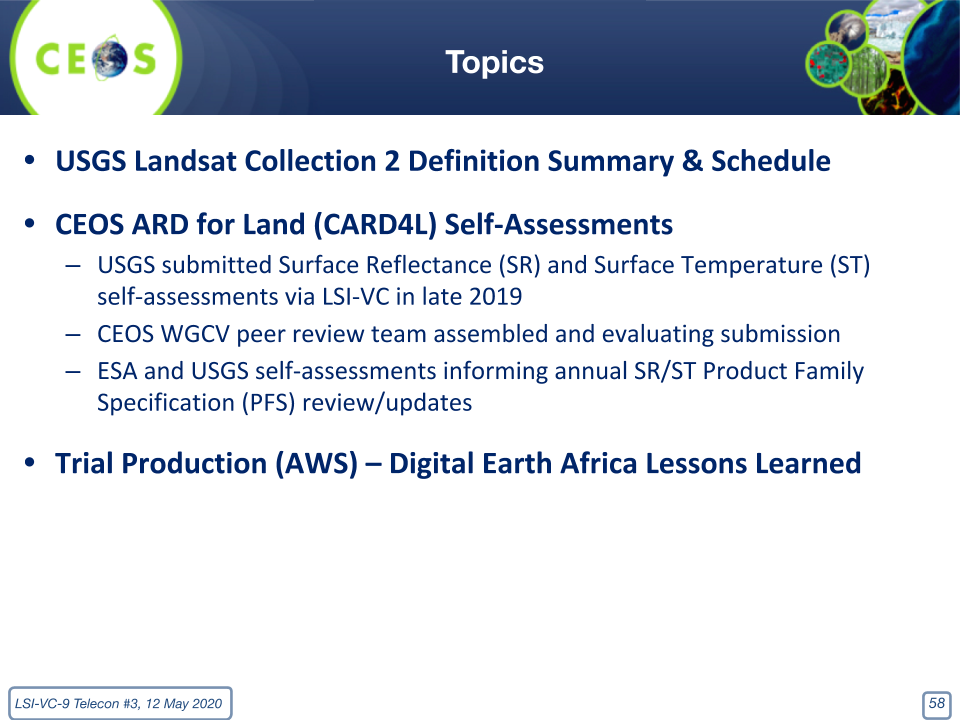 CEOS
Topics
• USGS Landsat Collection 2 Definition Summary & Schedule
• CEOS ARD for Land (CARD4L) Self-Assessments
– USGS submitted Surface Reflectance (SR) and Surface Temperature (ST)
self-assessments via LSI-VC in late 2019
– CEOS WGCV peer review team assembled and evaluating submission
– ESA and USGS self-assessments informing annual SR/ST Product Family
Specification (PFS) review/updates
• Trial Production (AWS) – Digital Earth Africa Lessons Learned
LSI-VC-9 Telecon #3, 12 May 2020
58